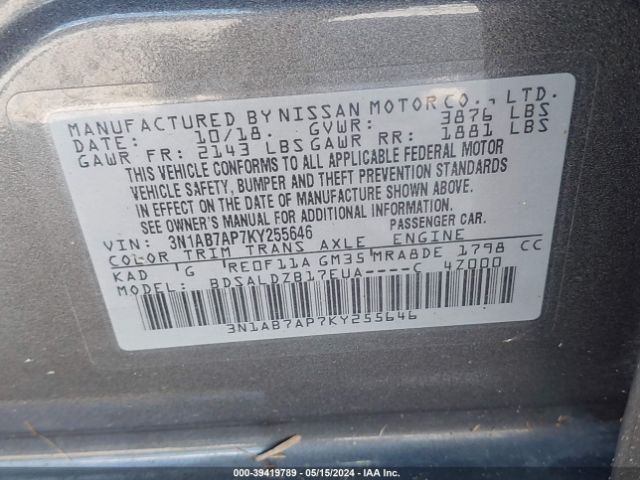 MANUFACTURED BY NISSAN MOTOR CO., LTD.
DATE: 10/18. GVWR: 3876 LBS
GAWR FR: 2143 LBS GAWR RR: 1881 LBS
THIS VEHICLE CONFORMS TO ALL APPLICABLE FEDERAL MOTOR
VEHICLE SAFETY, BUMPER AND THEFT PREVENTION STANDARDS
IN EFFECT ON THE DATE OF MANUFACTURE SHOWN ABOVE.
SEE OWNER'S MANUAL FOR ADDITIONAL INFORMATION.
VIN: 3N1AB7AP7KY255646 PASSENGER CAR.
COLOR TRIM TRANS AXLE ENGINE
KAD G RE0F11A GM35 MRA8DE 1798 CC
MODEL: BDSALDZB17EUA----C 4Z000
3N1AB7AP7KY255646
000-39419789 - 05/15/2024 - IAA Inc.